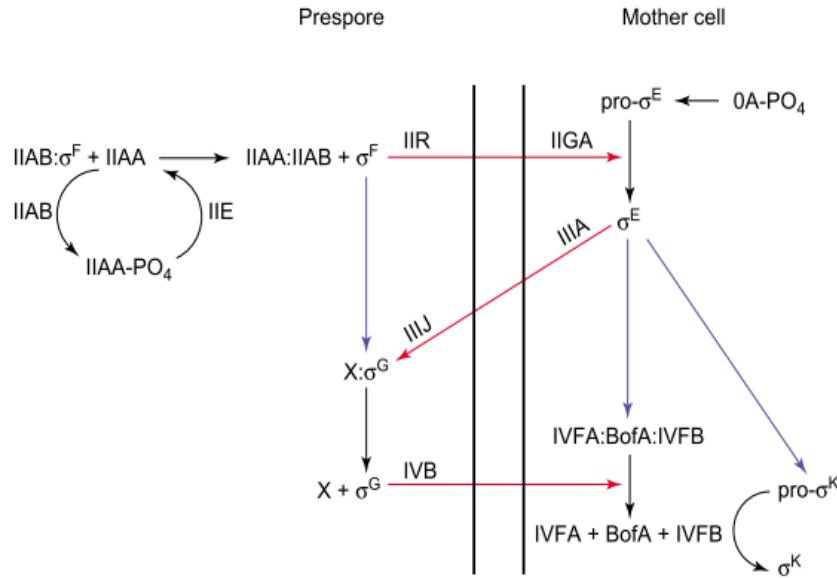 Prespore
Mother cell
pro-σᴱ
0A-PO₄
IIAB:σᶠ + IIAA
IIAA:IIAB + σᶠ
IIR
IIGA
IIAB
IIE
IIAA-PO₄
σᴱ
IIIA
IIIJ
X:σᴳ
IVFA:BofA:IVFB
X + σᴳ
IVB
pro-σᴷ
IVFA + BofA + IVFB
σᴷ